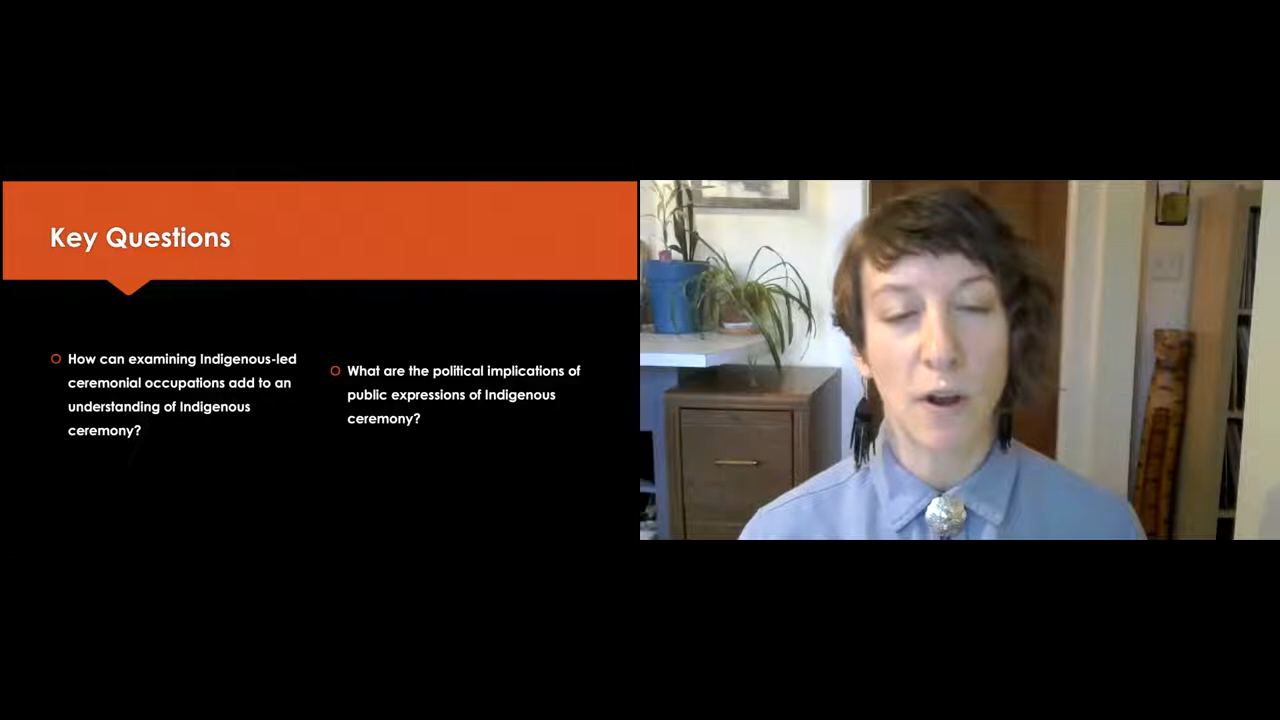 Key Questions
How can examining Indigenous-led
ceremonial occupations add to an
understanding of Indigenous
ceremony?
What are the political implications of
public expressions of Indigenous
ceremony?